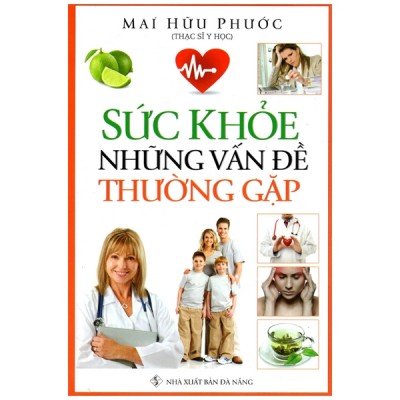 MAI HỮU PHƯỚC
(THẠC SĨ Y HỌC)
SỨC KHỎE
NHỮNG VẤN ĐỀ
THƯỜNG GẶP
NHÀ XUẤT BẢN ĐÀ NẴNG